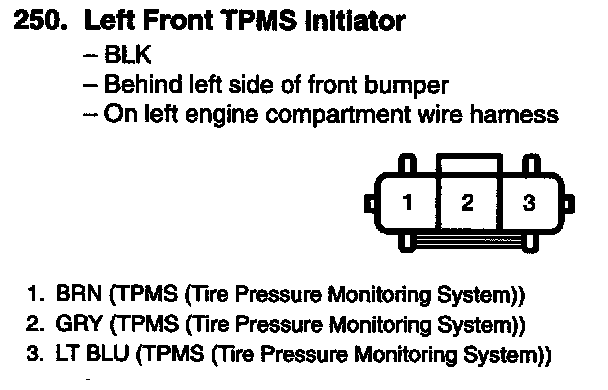 250. Left Front TPMS Initiator
– BLK
– Behind left side of front bumper
– On left engine compartment wire harness
1 2 3
1. BRN (TPMS (Tire Pressure Monitoring System))
2. GRY (TPMS (Tire Pressure Monitoring System))
3. LT BLU (TPMS (Tire Pressure Monitoring System))